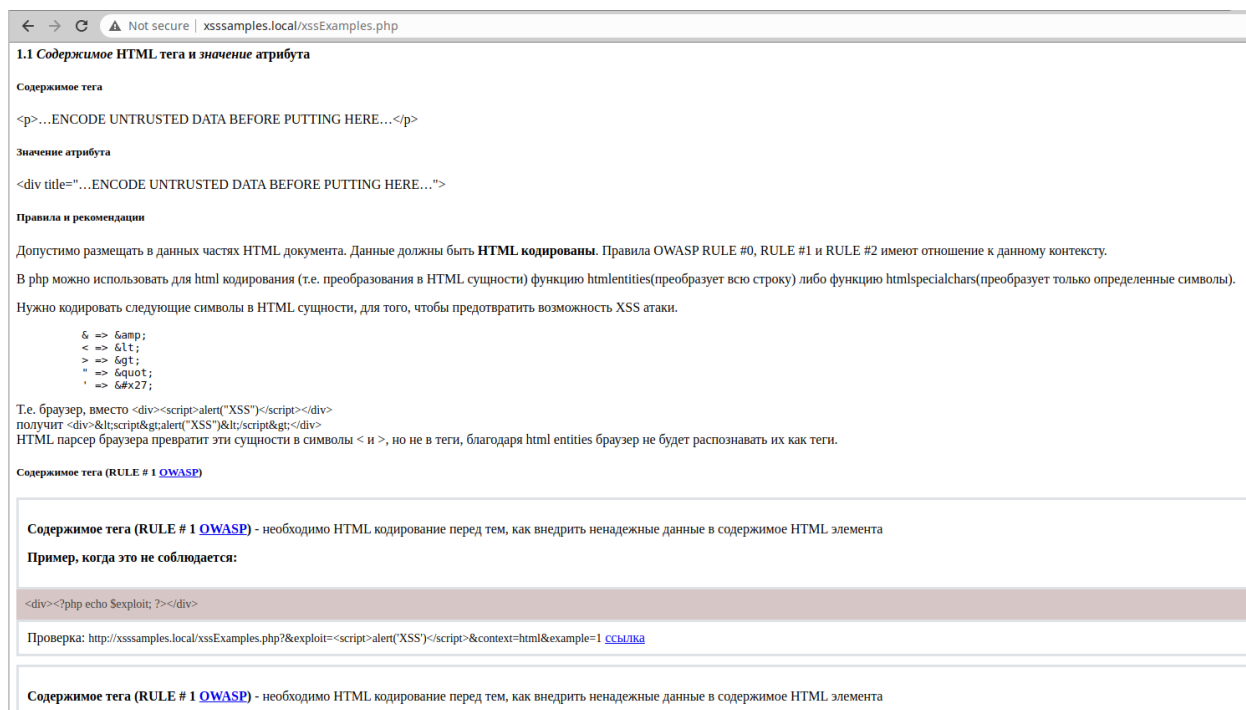 Not secure | xsssamples.local/xssExamples.php
1.1 Содержимое HTML тега и значение атрибута
Содержимое тега
<p>…ENCODE UNTRUSTED DATA BEFORE PUTTING HERE…</p>
Значение атрибута
<div title="…ENCODE UNTRUSTED DATA BEFORE PUTTING HERE…">
Правила и рекомендации
Допустимо размещать в данных частях HTML документа. Данные должны быть HTML кодированы. Правила OWASP RULE #0, RULE #1 и RULE #2 имеют отношение к данному контексту.
В php можно использовать для html кодирования (т.е. преобразования в HTML сущности) функцию htmlentities(преобразует всю строку) либо функцию htmlspecialchars(преобразует только определенные символы).
Нужно кодировать следующие символы в HTML сущности, для того, чтобы предотвратить возможность XSS атаки.
& => &amp;
< => &lt;
> => &gt;
" => &quot;
' => &#x27;
Т.е. браузер, вместо <div><script>alert("XSS")</script></div>
получит <div>&lt;script&gt;alert("XSS")&lt;/script&gt;</div>
HTML парсер браузера превратит эти сущности в символы < и >, но не в теги, благодаря html entities браузер не будет распознавать их как теги.
Содержимое тега (RULE # 1 OWASP)
Содержимое тега (RULE # 1 OWASP) - необходимо HTML кодирование перед тем, как внедрить ненадежные данные в содержимое HTML элемента
Пример, когда это не соблюдается:
<div><?php echo $exploit; ?></div>
Проверка: http://xsssamples.local/xssExamples.php?&exploit=<script>alert('XSS')</script>&context=html&example=1 ссылка
Содержимое тега (RULE # 1 OWASP) - необходимо HTML кодирование перед тем, как внедрить ненадежные данные в содержимое HTML элемента